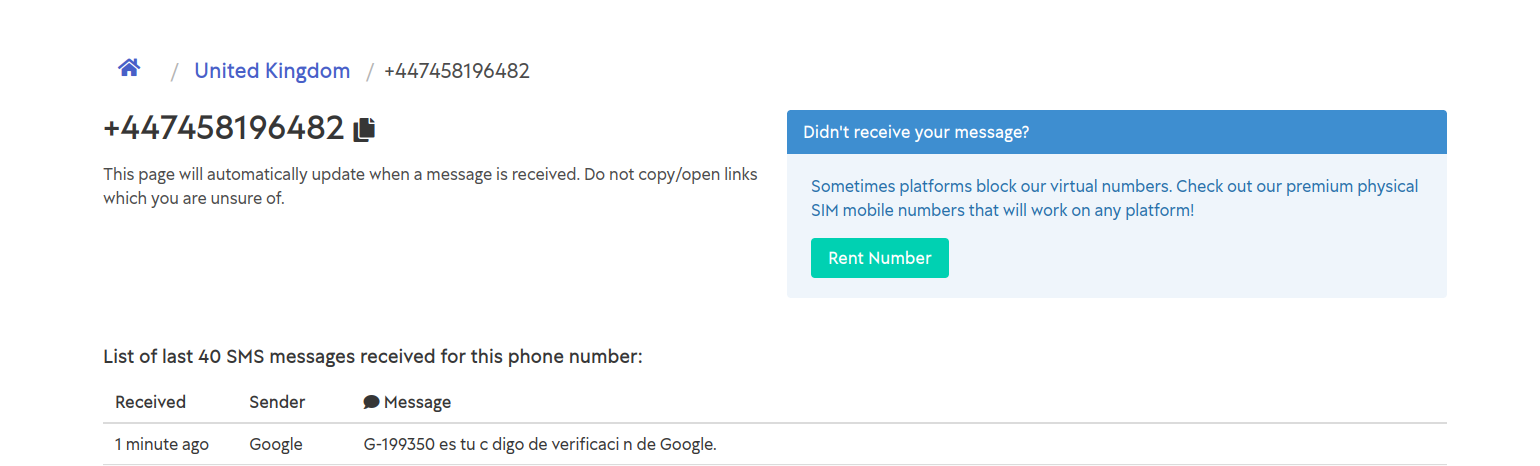 / United Kingdom / +447458196482
+447458196482
This page will automatically update when a message is received. Do not copy/open links
which you are unsure of.
Didn't receive your message?
Sometimes platforms block our virtual numbers. Check out our premium physical
SIM mobile numbers that will work on any platform!
Rent Number
List of last 40 SMS messages received for this phone number:
Received Sender Message
1 minute ago Google G-199350 es tu c digo de verificaci n de Google.